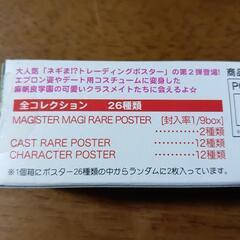 大人気「ネギま!?トレーディングポスター」の第2弾登場!
エプロン姿やデート用コスチュームに変身した
麻帆良学園の可愛いクラスメイトたちに会えるよ☆
商品
全コレクション 26種類
MAGISTER MAGI RARE POSTER [封入率1/9box]
............2種類
CAST RARE POSTER ............12種類
CHARACTER POSTER ............12種類
※1個箱にポスター26種類の中からランダムに2枚入っています。